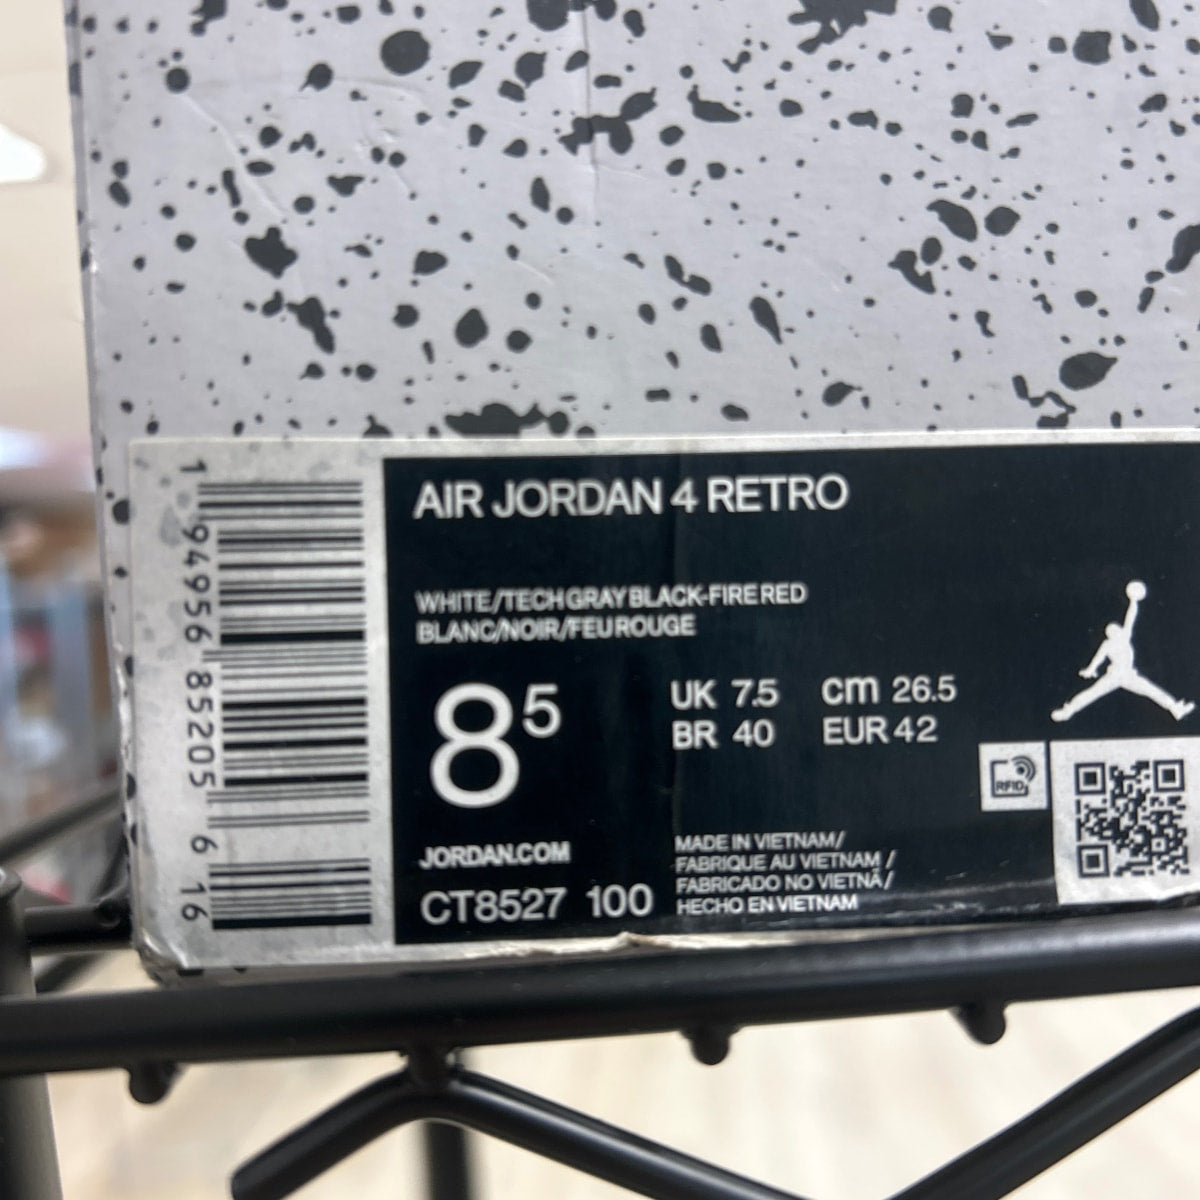 1 94956 85205 6 16
AIR JORDAN 4 RETRO
WHITE/TECH GRAY BLACK-FIRE RED
BLANC/NOIR/FEU ROUGE
8⁵
UK 7.5 cm 26.5
BR 40 EUR 42
RFID
JORDAN.COM
CT8527 100
MADE IN VIETNAM/
FABRIQUE AU VIETNAM /
FABRICADO NO VIETNÃ/
HECHO EN VIETNAM